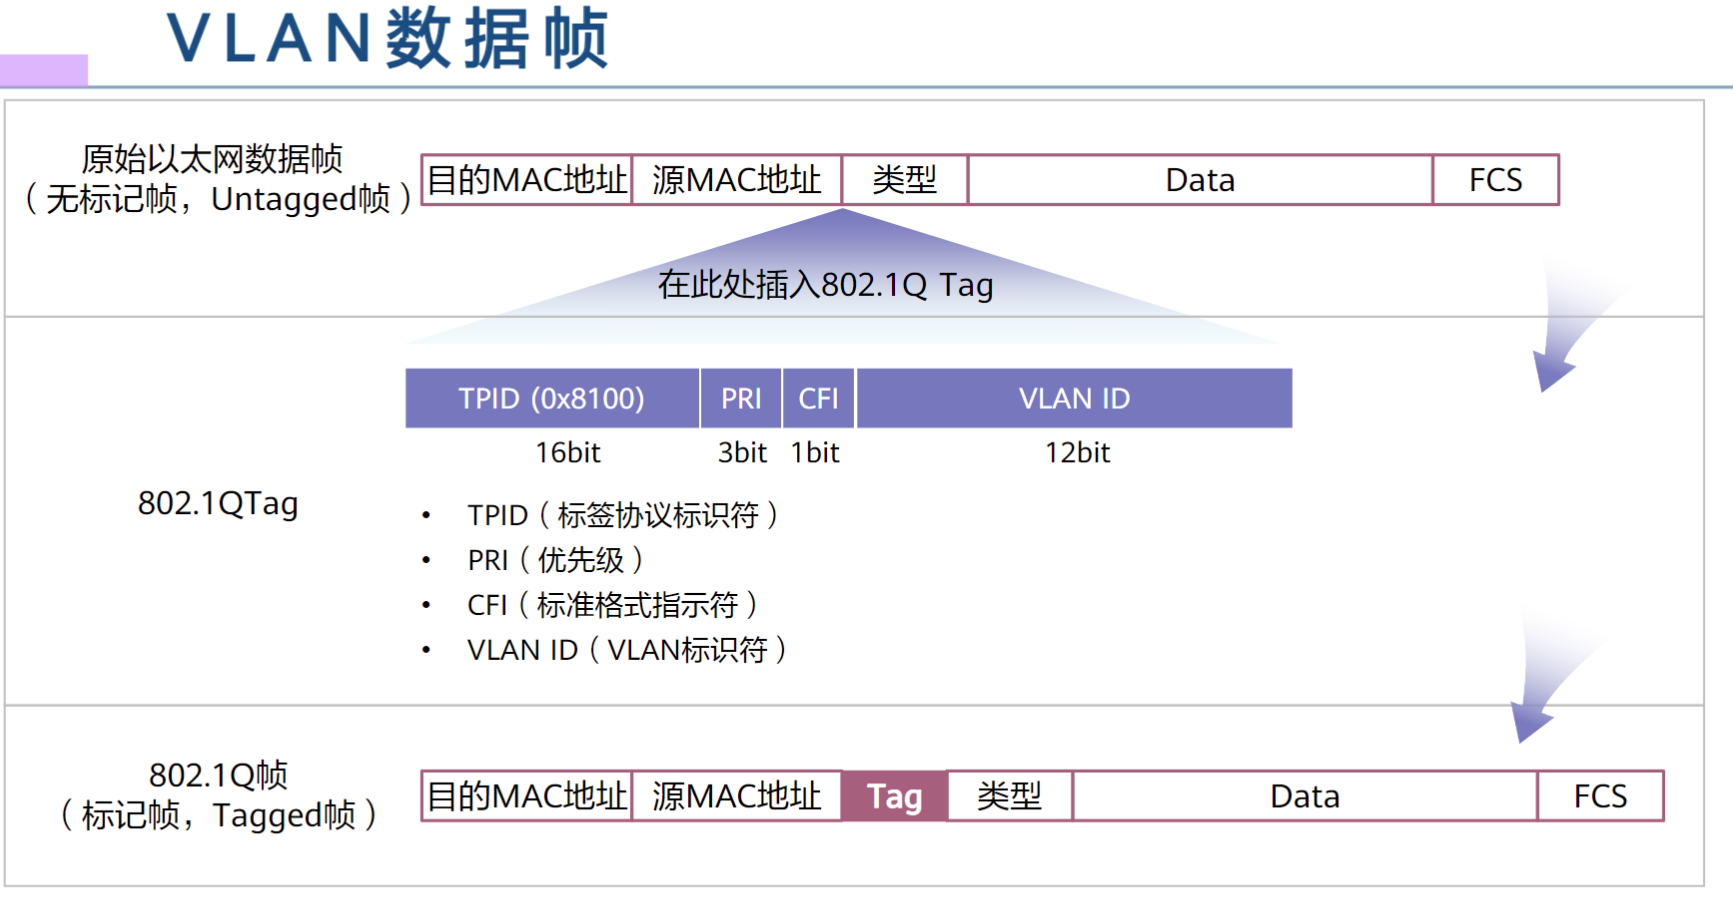 VLAN数据帧
原始以太网数据帧
（无标记帧，Untagged帧）
目的MAC地址 源MAC地址 类型 Data FCS
在此处插入802.1Q Tag
TPID (0x8100) PRI CFI VLAN ID
16bit 3bit 1bit 12bit
802.1QTag
• TPID（标签协议标识符）
• PRI（优先级）
• CFI（标准格式指示符）
• VLAN ID（VLAN标识符）
802.1Q帧
（标记帧，Tagged帧）
目的MAC地址 源MAC地址 Tag 类型 Data FCS